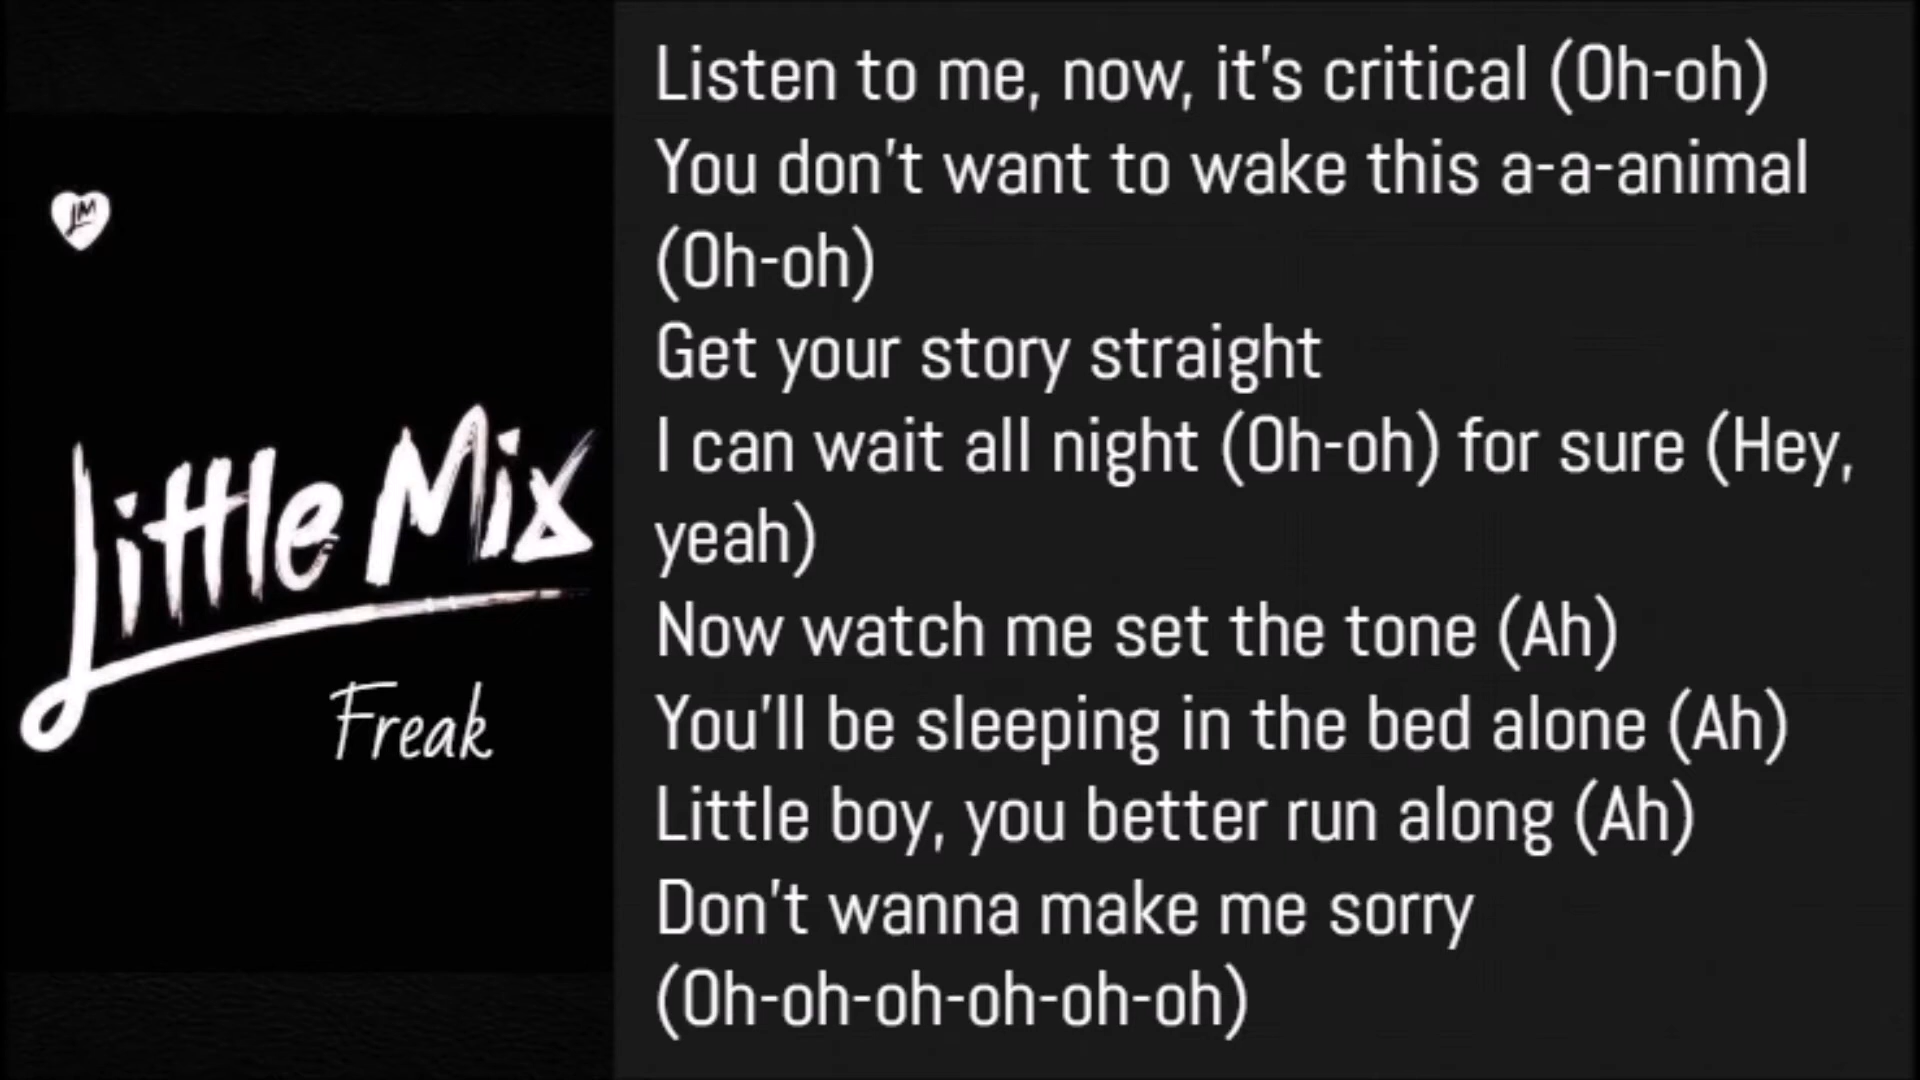 LM
Little Mix
Freak
Listen to me, now, it's critical (Oh-oh)
You don't want to wake this a-a-animal
(Oh-oh)
Get your story straight
I can wait all night (Oh-oh) for sure (Hey,
yeah)
Now watch me set the tone (Ah)
You'll be sleeping in the bed alone (Ah)
Little boy, you better run along (Ah)
Don't wanna make me sorry
(Oh-oh-oh-oh-oh-oh)